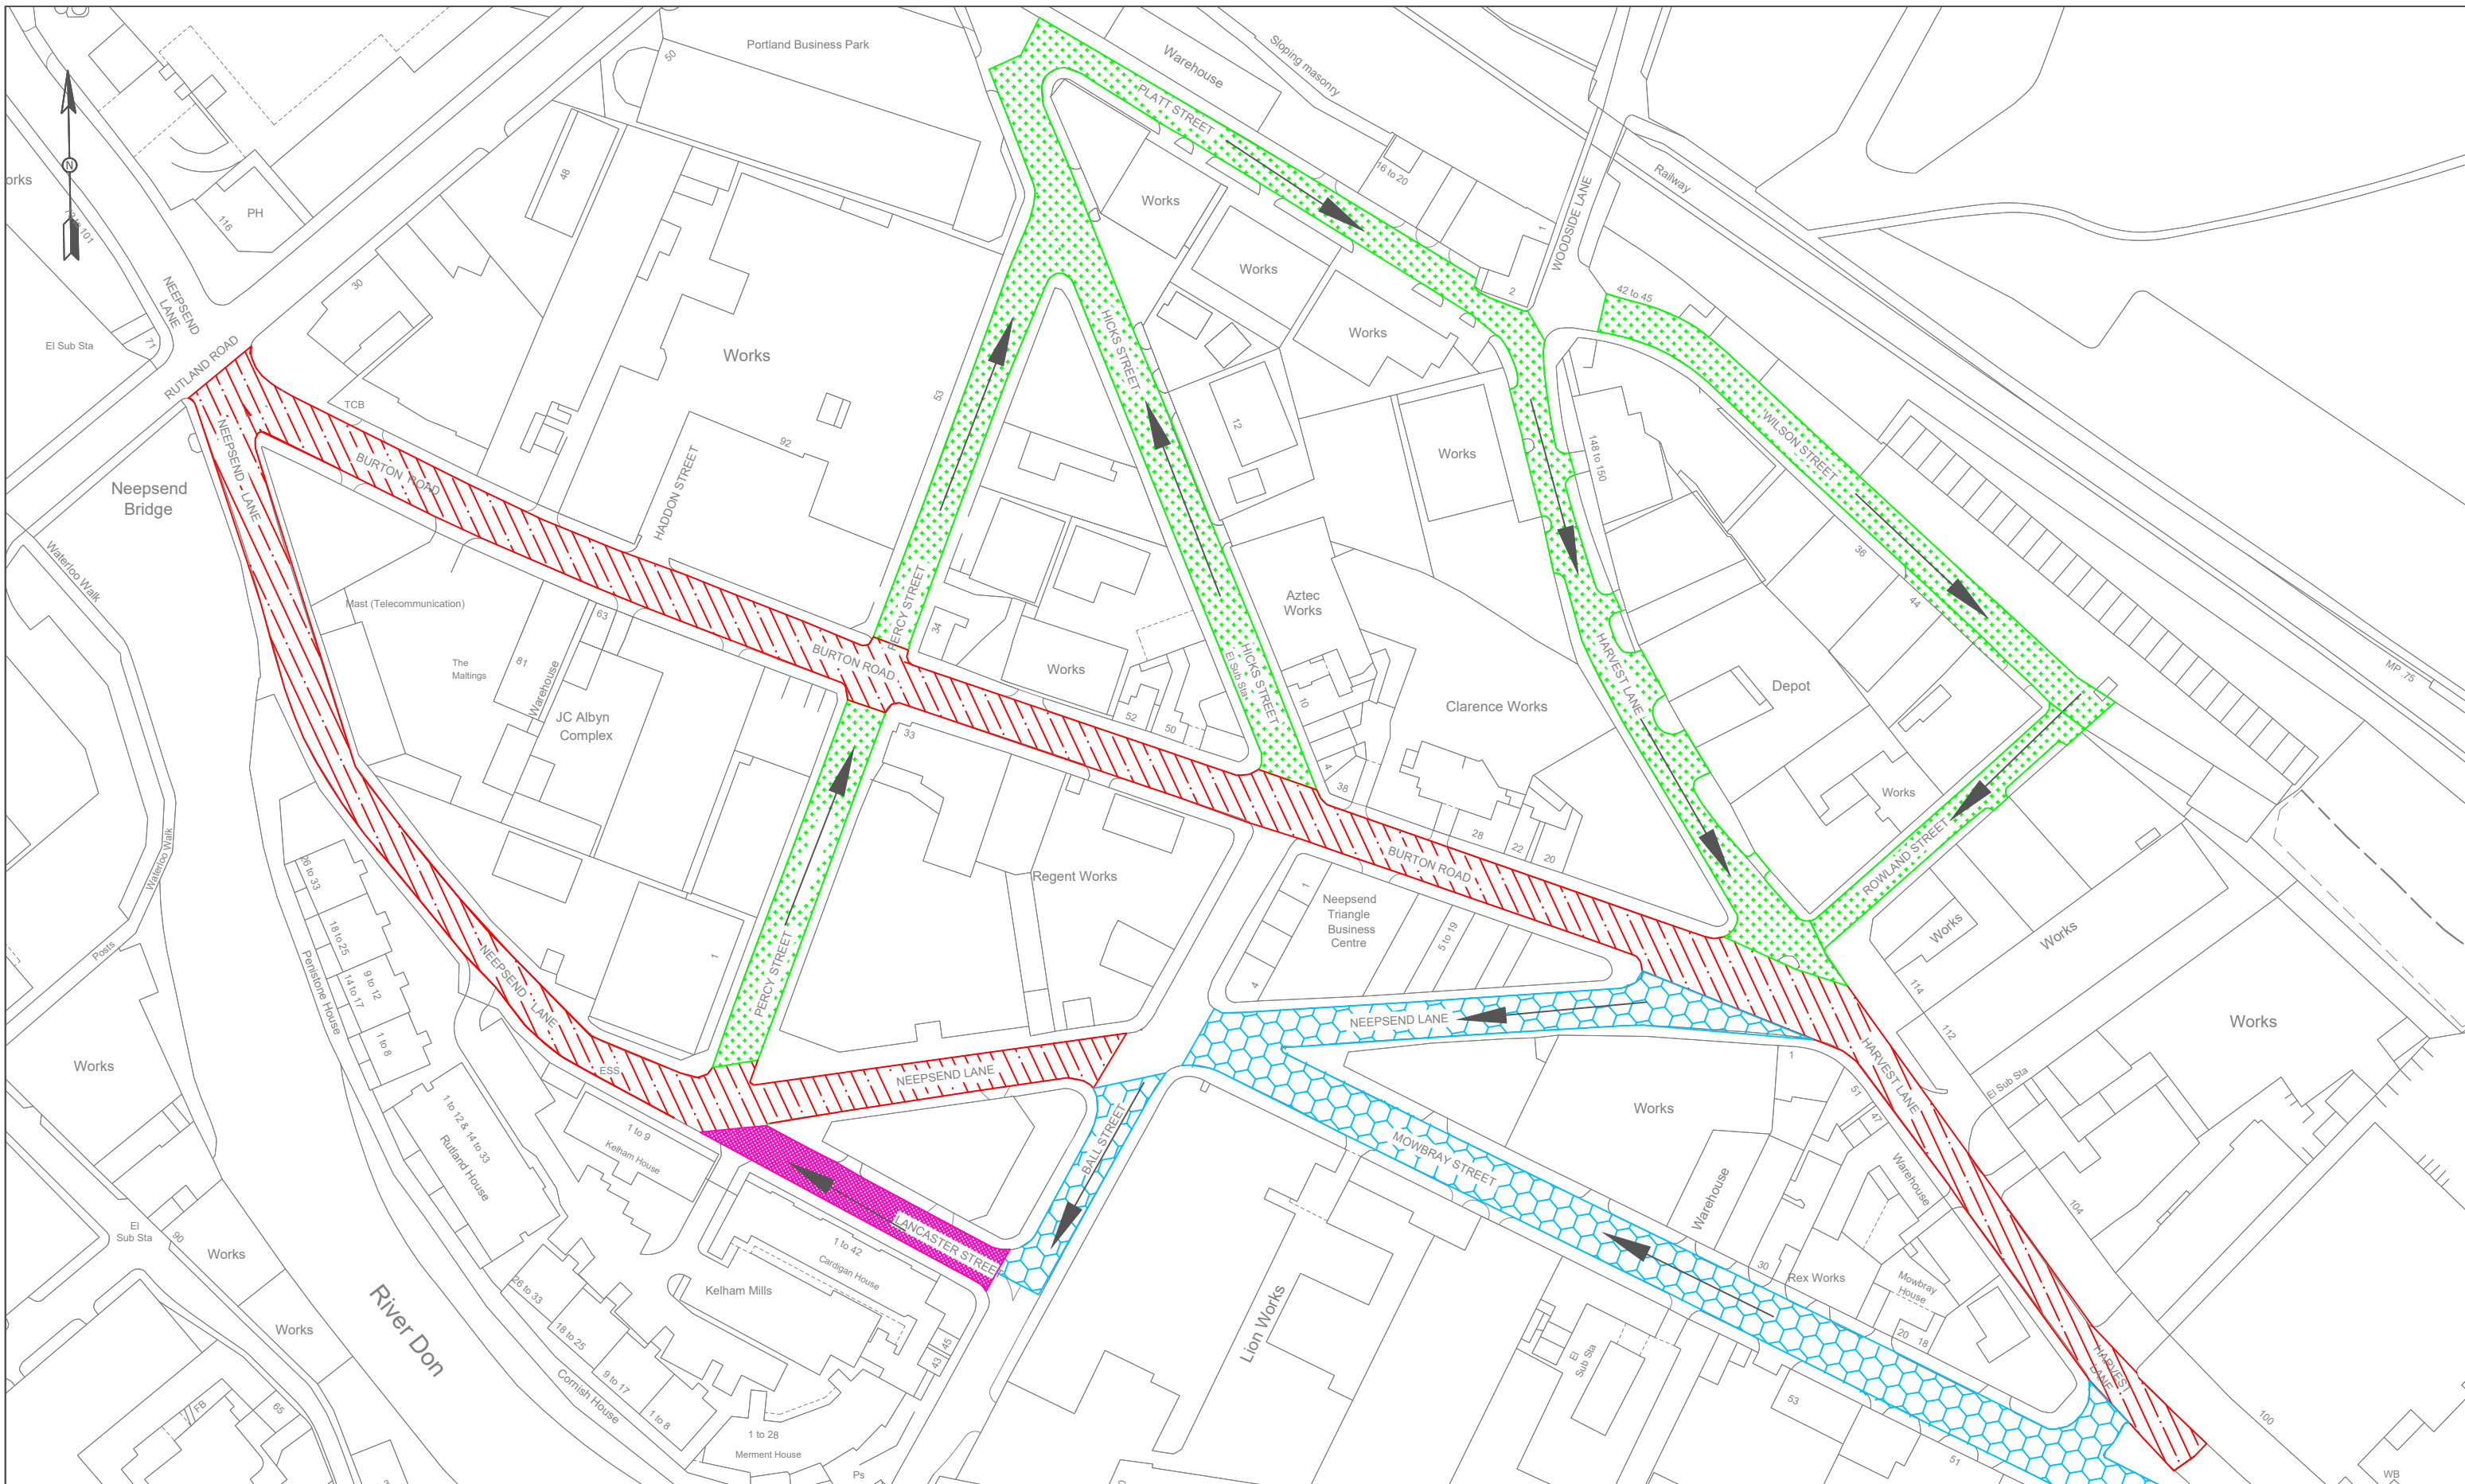 Portland Business Park
50
Warehouse
Sloping masonry
PLATT STREET
Railway
orks
N
PH
116
48
Works
16 to 20
WOODSIDE LANE
1
2
42 to 45
NEEPSEND
LANE
30
El Sub Sta
71
RUTLAND ROAD
TCB
Works
Works
Works
HICKS STREET
53
92
12
Works
148 to 150
WILSON STREET
NEEPSEND LANE
BURTON ROAD
HADDON STREET
Neepsend
Bridge
36
44
Waterloo Walk
Mast (Telecommunication)
63
The
Maltings
81
Warehouse
JC Albyn
Complex
PERCY STREET
34
BURTON ROAD
Works
52
50
El Sub Sta
HICKS STREET
Aztec
Works
10
4
38
Clarence Works
HARVEST LANE
Depot
MP .75
Works
33
28
22
20
BURTON ROAD
ROWLAND STREET
Waterloo Walk
Regent Works
1
Neepsend
Triangle
Business
Centre
5 to 19
4
Works
Works
Posts
26 to 33
18 to 25
9 to 12
14 to 17
1 to 8
Penistone House
NEEPSEND LANE
1
PERCY STREET
NEEPSEND LANE
114
112
Works
Works
ESS
NEEPSEND LANE
HARVEST LANE
1
51
47
El Sub Sta
Works
1 to 12 & 14 to 33
Rutland House
1 to 9
Kelham House
BALL STREET
MOWBRAY STREET
Warehouse
Warehouse
104
LANCASTER STREET
1 to 42
Cardigan House
Kelham Mills
El
Sub Sta
90
Works
Works
River Don
26 to 33
18 to 25
9 to 17
1 to 8
Cornish House
45
43
Lion Works
El
Sub Sta
30
Rex Works
Mowbray
House
20
18
HARVEST
LANE
FB
65
1 to 28
Merment House
Ps
53
51
100
WB